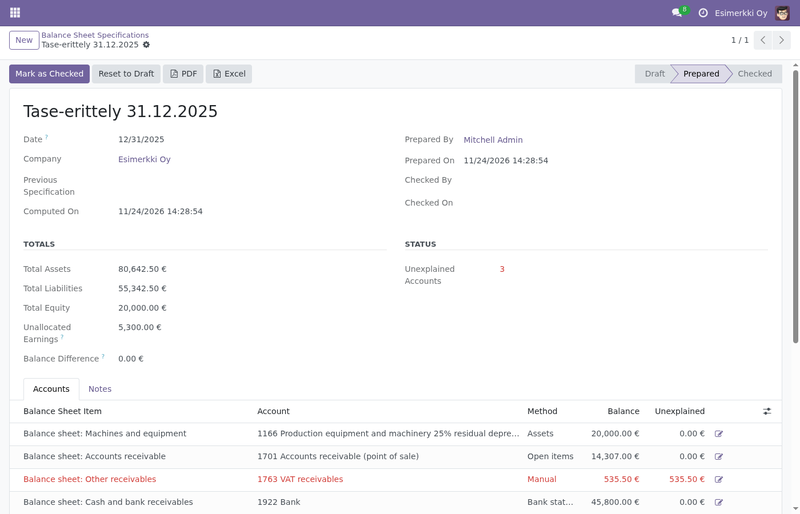 8
Esimerkki Oy
New
Balance Sheet Specifications
Tase-erittely 31.12.2025
1 / 1
Mark as Checked
Reset to Draft
PDF
Excel
Draft
Prepared
Checked
Tase-erittely 31.12.2025
Date ?
12/31/2025
Company
Esimerkki Oy
Previous
Specification
Computed On
11/24/2026 14:28:54
Prepared By
Mitchell Admin
Prepared On
11/24/2026 14:28:54
Checked By
Checked On
TOTALS
Total Assets
80,642.50 €
Total Liabilities
55,342.50 €
Total Equity
20,000.00 €
Unallocated
Earnings ?
5,300.00 €
Balance Difference ?
0.00 €
STATUS
Unexplained
Accounts
3
Accounts
Notes
Balance Sheet Item Account Method Balance Unexplained
Balance sheet: Machines and equipment 1166 Production equipment and machinery 25% residual depre... Assets 20,000.00 € 0.00 €
Balance sheet: Accounts receivable 1701 Accounts receivable (point of sale) Open items 14,307.00 € 0.00 €
Balance sheet: Other receivables 1763 VAT receivables Manual 535.50 € 535.50 €
Balance sheet: Cash and bank receivables 1922 Bank Bank stat... 45,800.00 € 0.00 €